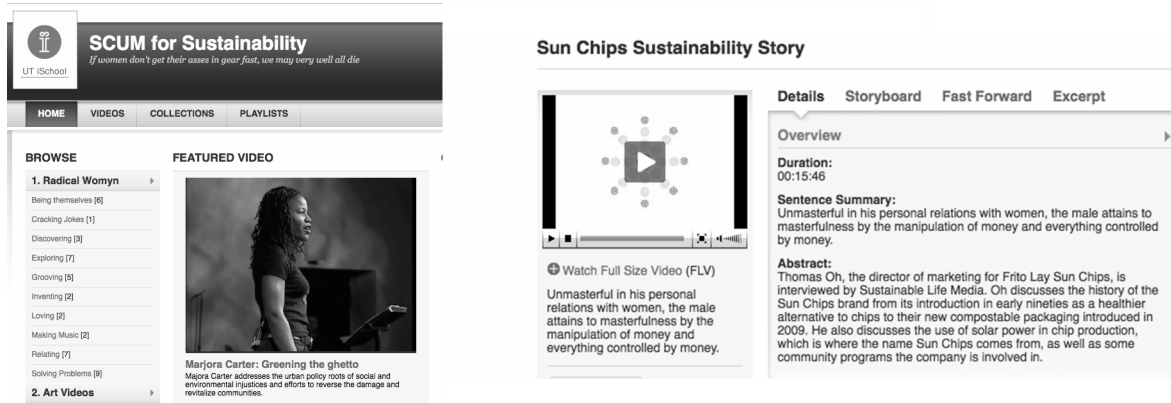 SCUM for Sustainability
If women don't get their asses in gear fast, we may very well all die
UT iSchool
HOME VIDEOS COLLECTIONS PLAYLISTS
BROWSE
1. Radical Womyn
Being themselves [6]
Cracking Jokes [1]
Discovering [3]
Exploring [7]
Grooving [5]
Inventing [2]
Loving [2]
Making Music [2]
Relating [7]
Solving Problems [9]
2. Art Videos
FEATURED VIDEO
Marjora Carter: Greening the ghetto
Majora Carter addresses the urban policy roots of social and
environmental injustices and efforts to reverse the damage and
revitalize communities.
Sun Chips Sustainability Story
Watch Full Size Video (FLV)
Unmasterful in his personal
relations with women, the male
attains to masterfulness by the
manipulation of money and
everything controlled by money.
Details Storyboard Fast Forward Excerpt
Overview
Duration:
00:15:46
Sentence Summary:
Unmasterful in his personal relations with women, the male attains to
masterfulness by the manipulation of money and everything controlled
by money.
Abstract:
Thomas Oh, the director of marketing for Frito Lay Sun Chips, is
interviewed by Sustainable Life Media. Oh discusses the history of the
Sun Chips brand from its introduction in early nineties as a healthier
alternative to chips to their new compostable packaging introduced in
2009. He also discusses the use of solar power in chip production,
which is where the name Sun Chips comes from, as well as some
community programs the company is involved in.